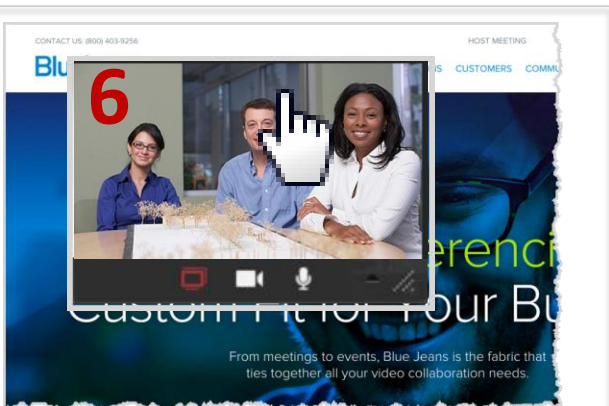 CONTACT US: (800) 403-9256 HOST MEETING
Blu
6
S CUSTOMERS COMMU
erenci
Custom Fit for Your Bu
From meetings to events, Blue Jeans is the fabric that
ties together all your video collaboration needs.